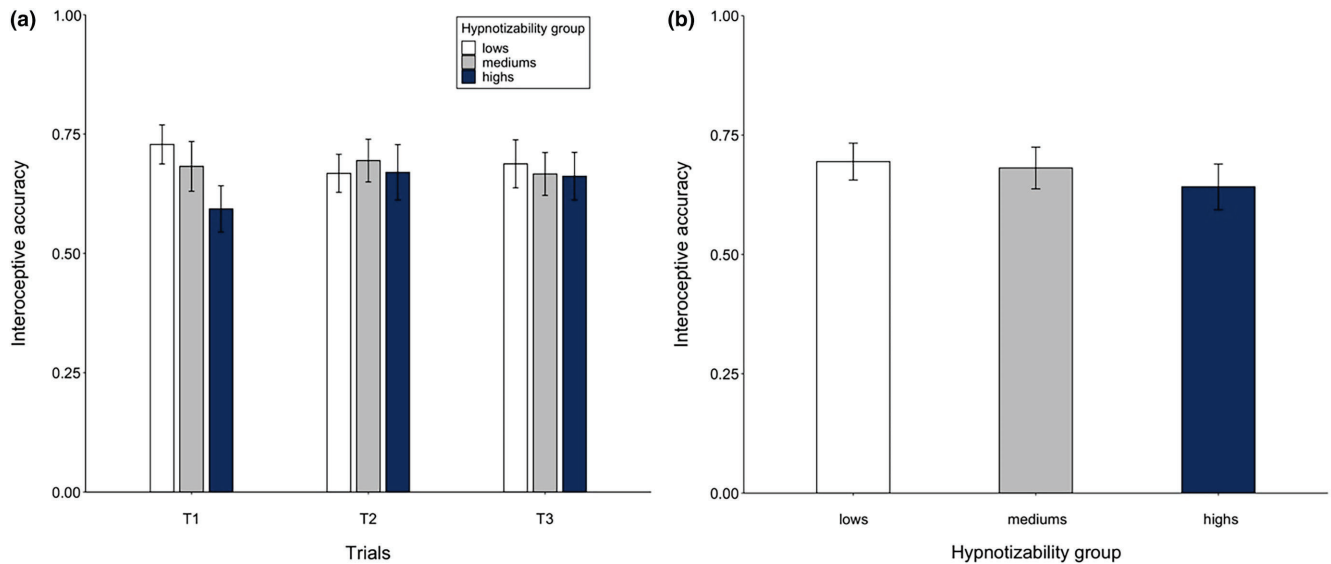 (a)
Interoceptive accuracy
1.00
0.75
0.50
0.25
0.00
Hypnotizability group
lows
mediums
highs
T1 T2 T3
Trials
(b)
Interoceptive accuracy
1.00
0.75
0.50
0.25
0.00
lows mediums highs
Hypnotizability group